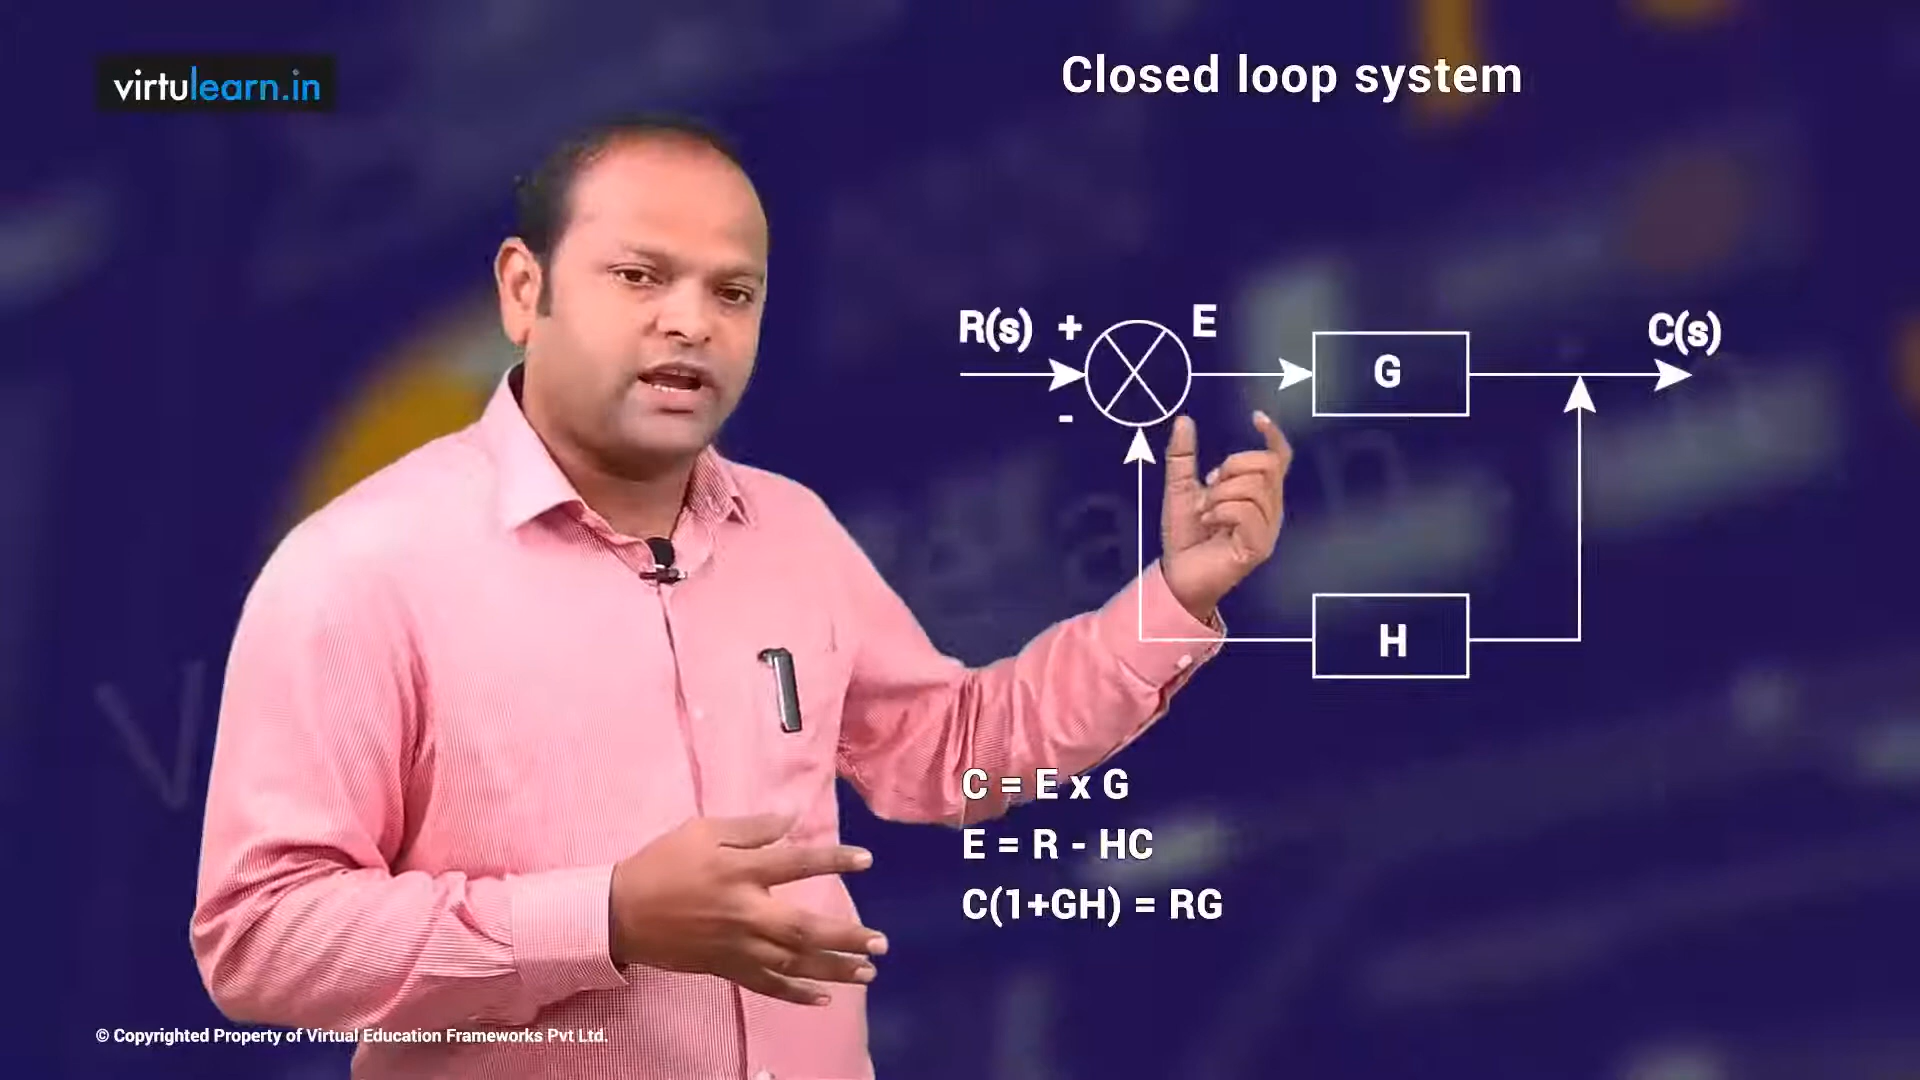 virtulearn.in
Closed loop system
R(s) + E C(s)
G
-
H
C = E x G
E = R - HC
C(1+GH) = RG
© Copyrighted Property of Virtual Education Frameworks Pvt Ltd.